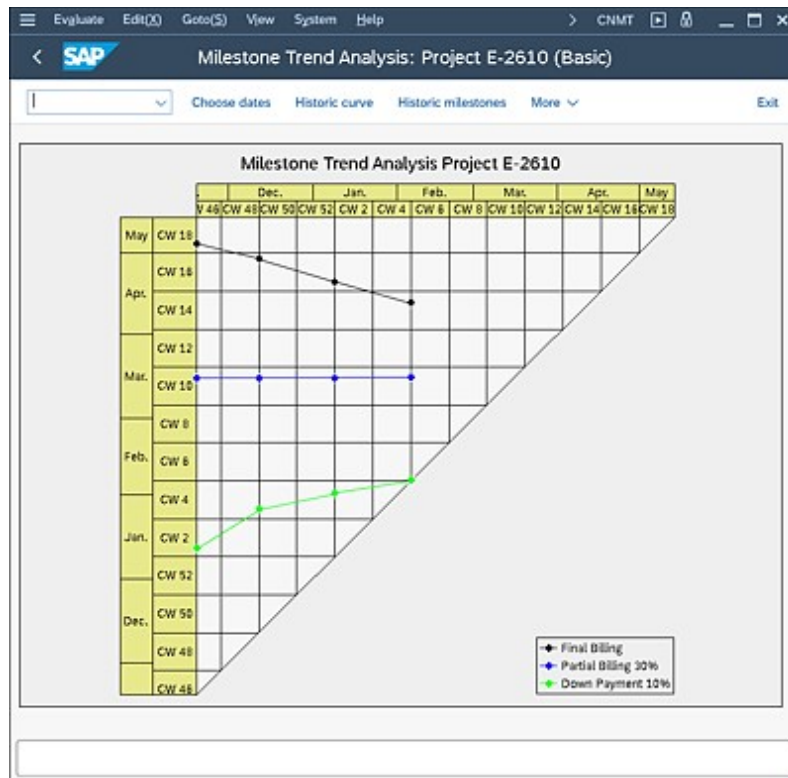 Evaluate Edit(X) Goto(S) View System Help CNMT
SAP Milestone Trend Analysis: Project E-2610 (Basic)
Choose dates Historic curve Historic milestones More Exit
Milestone Trend Analysis Project E-2610
. Dec. Jan. Feb. Mar. Apr. May
V 46 CW 48 CW 50 CW 52 CW 2 CW 4 CW 6 CW 8 CW 10 CW 12 CW 14 CW 16 CW 18
May CW 18
CW 16
Apr.
CW 14
CW 12
Mar.
CW 10
CW 8
Feb. CW 6
CW 4
Jan. CW 2
CW 52
Dec. CW 50
CW 48
CW 46
Final Billing
Partial Billing 30%
Down Payment 10%